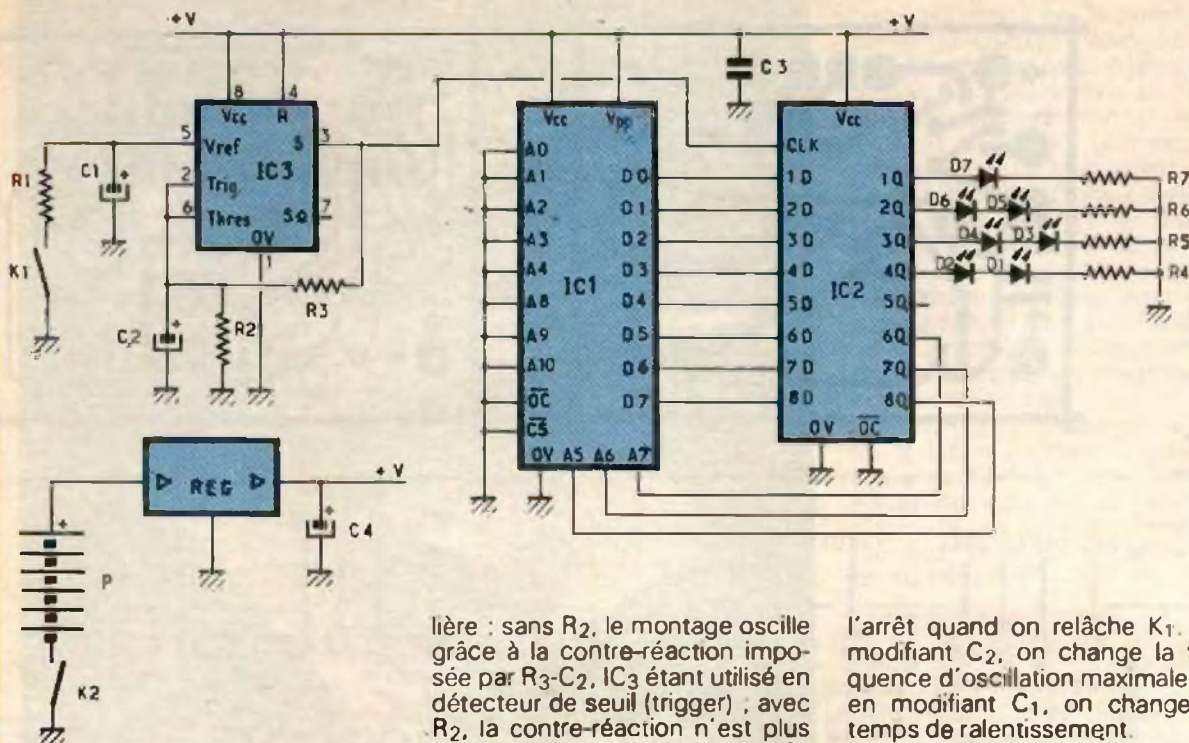 +V
+V
8
4
Vcc
R
5
Vref
S
3
R1
C1
+
2
Trig.
IC3
6
Thres
SQ
7
0V
1
K1
R3
C2
+
R2
C3
Vcc
Vpp
A0
A1
A2
A3
A4
A8
A9
A10
OC
CS
IC1
D0
D1
D2
D3
D4
D5
D6
D7
0V A5 A6 A7
Vcc
CLK
1D
2D
3D
4D
5D
6D
7D
8D
IC2
1Q
2Q
3Q
4Q
5Q
6Q
7Q
8Q
0V
OC
D7
R7
D6
D5
R6
D4
D3
R5
D2
D1
R4
REG
+V
+
C4
+
P
K2
lière : sans R2, le montage oscille
grâce à la contre-réaction impo-
sée par R3-C2, IC3 étant utilisé en
détecteur de seuil (trigger) ; avec
R2, la contre-réaction n'est plus
l'arrêt quand on relâche K1.
modifiant C2, on change la
quence d'oscillation maximale
en modifiant C1, on change
temps de ralentissement.